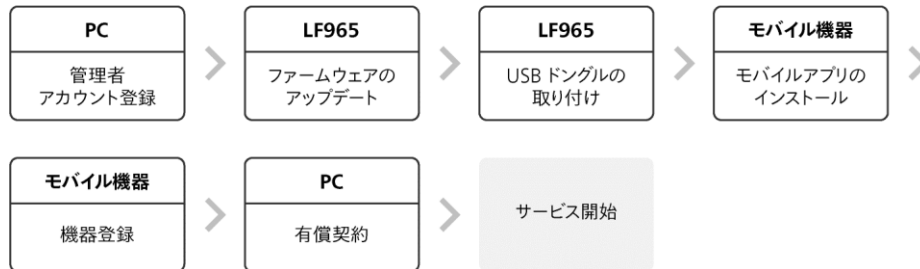 PC
管理者
アカウント登録
LF965
ファームウェアの
アップデート
LF965
USB ドングルの
取り付け
モバイル機器
モバイルアプリの
インストール
モバイル機器
機器登録
PC
有償契約
サービス開始